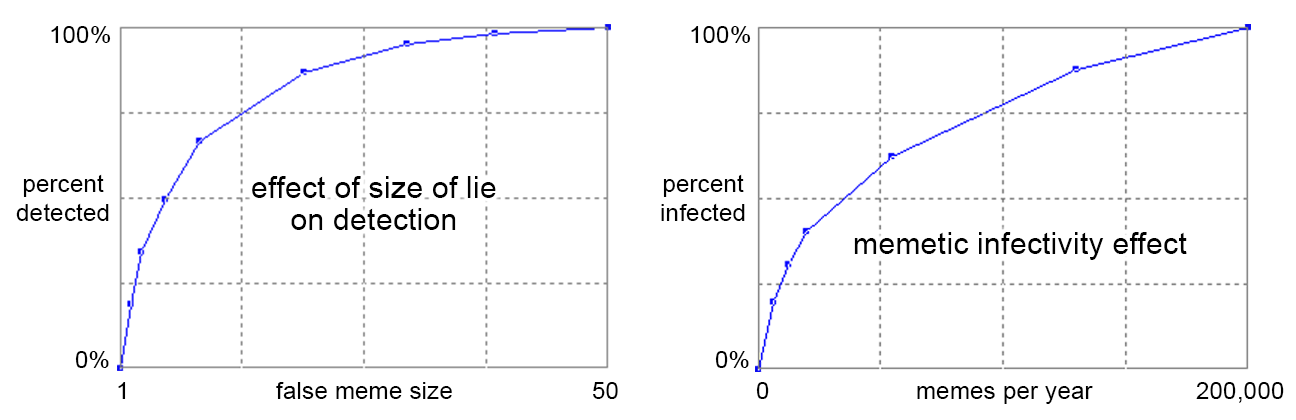 100%
percent
detected
effect of size of lie
on detection
0%
1
false meme size
50
100%
percent
infected
memetic infectivity effect
0%
0
memes per year
200,000